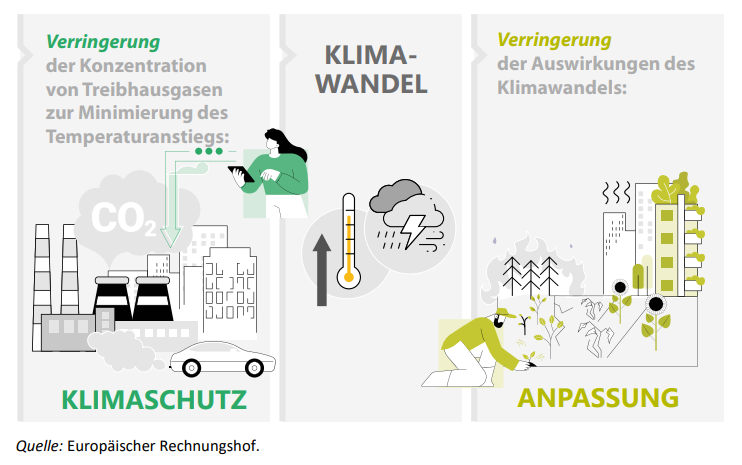 Verringerung
der Konzentration
von Treibhausgasen
zur Minimierung des
Temperaturanstiegs:
CO2
KLIMASCHUTZ
KLIMA-
WANDEL
Verringerung
der Auswirkungen des
Klimawandels:
ANPASSUNG
Quelle: Europäischer Rechnungshof.